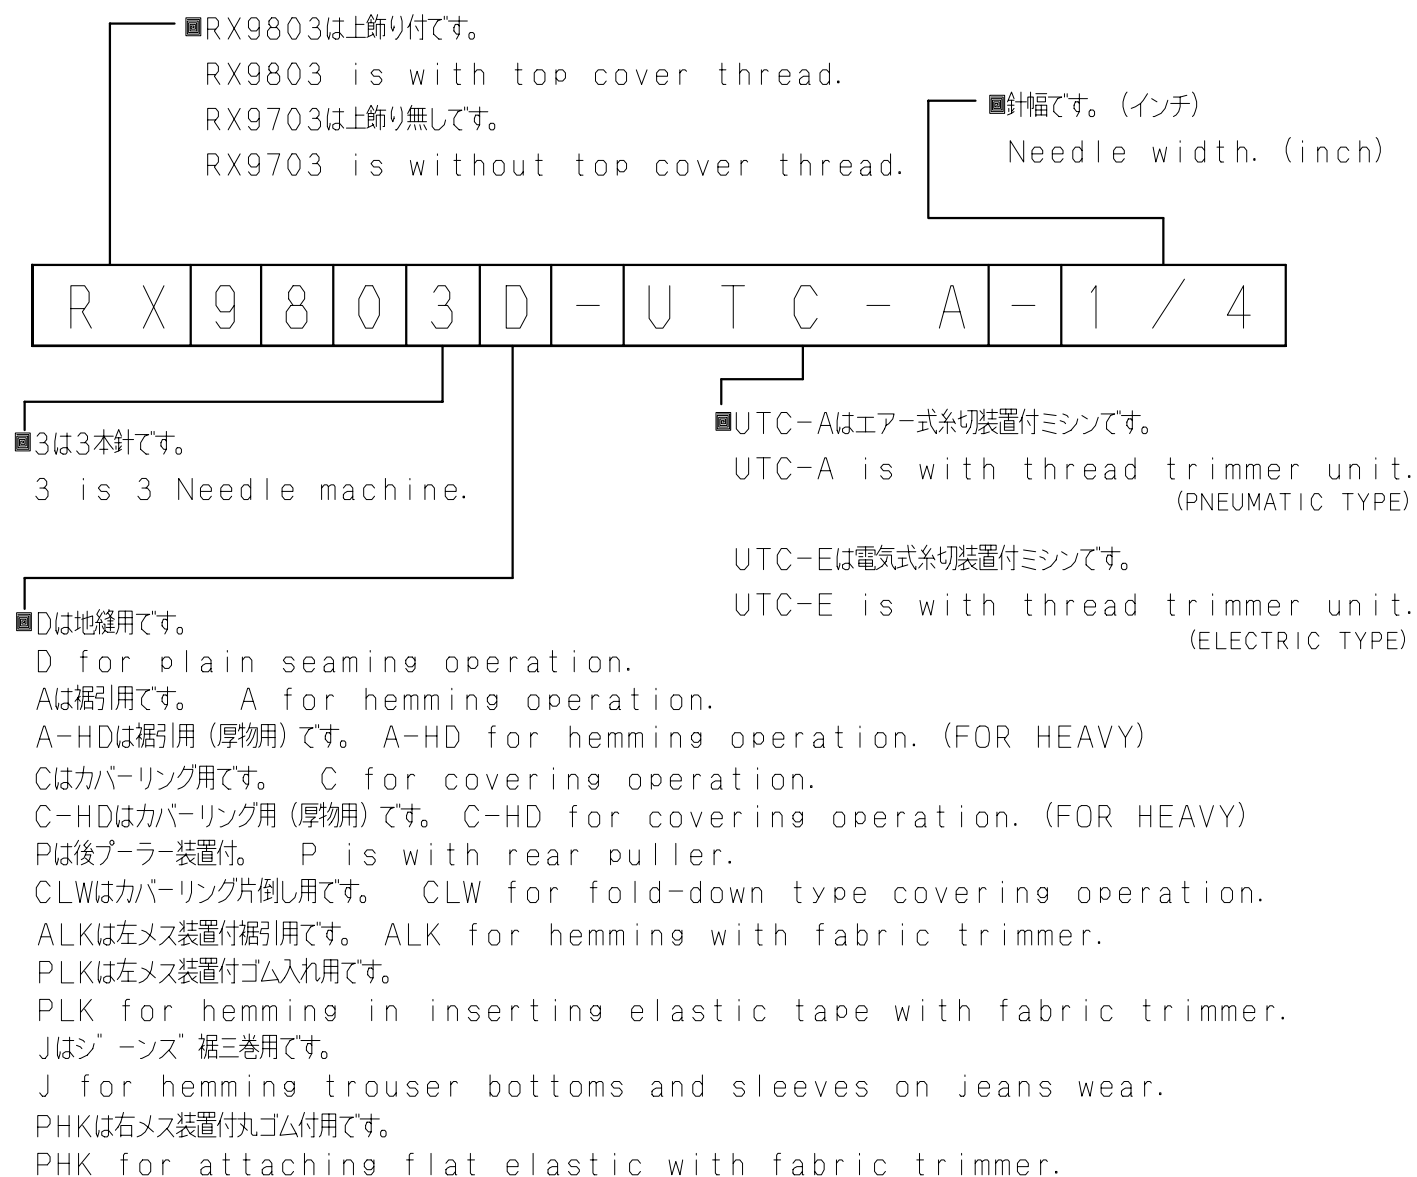 RX9803は上飾り付です。
RX9803 is with top cover thread.
RX9703は上飾り無しです。
RX9703 is without top cover thread.
針幅です。(インチ)
Needle width. (inch)
RX9803D-UTC-A-1/4
3は3本針です。
3 is 3 Needle machine.
UTC-Aはエアー式糸切装置付ミシンです。
UTC-A is with thread trimmer unit.
(PNEUMATIC TYPE)
UTC-Eは電気式糸切装置付ミシンです。
UTC-E is with thread trimmer unit.
(ELECTRIC TYPE)
Dは地縫用です。
D for plain seaming operation.
Aは裾引用です。 A for hemming operation.
A-HDは裾引用(厚物用)です。 A-HD for hemming operation. (FOR HEAVY)
Cはカバーリング用です。 C for covering operation.
C-HDはカバーリング用(厚物用)です。 C-HD for covering operation. (FOR HEAVY)
Pは後プーラー装置付。 P is with rear puller.
CLWはカバーリング片倒し用です。 CLW for fold-down type covering operation.
ALKは左メス装置付裾引用です。 ALK for hemming with fabric trimmer.
PLKは左メス装置付ゴム入れ用です。
PLK for hemming in inserting elastic tape with fabric trimmer.
Jはシ゛ーンス゛裾三巻用です。
J for hemming trouser bottoms and sleeves on jeans wear.
PHKは右メス装置付丸ゴム付用です。
PHK for attaching flat elastic with fabric trimmer.